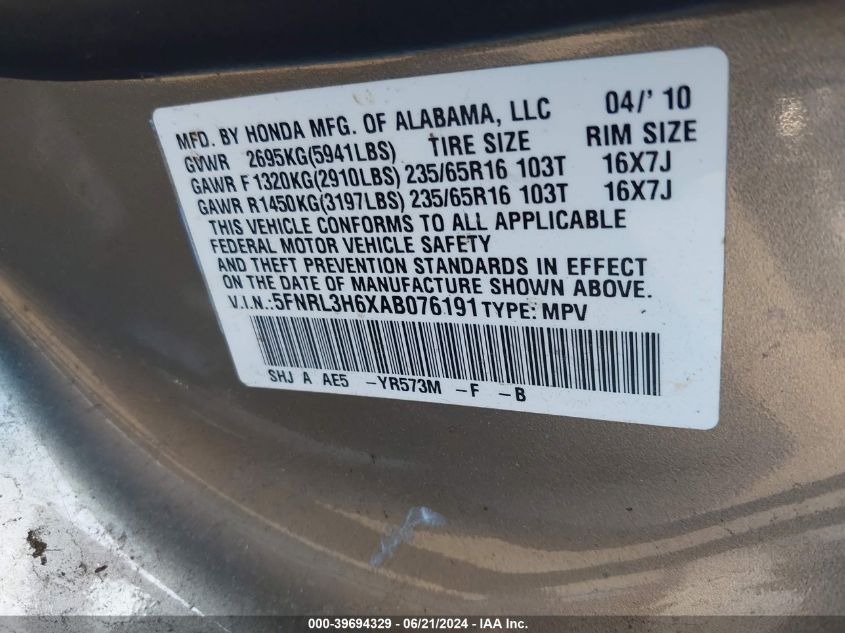 MFD. BY HONDA MFG. OF ALABAMA, LLC 04/' 10
GVWR 2695KG(5941LBS) TIRE SIZE RIM SIZE
GAWR F1320KG(2910LBS) 235/65R16 103T 16X7J
GAWR R1450KG(3197LBS) 235/65R16 103T 16X7J
THIS VEHICLE CONFORMS TO ALL APPLICABLE
FEDERAL MOTOR VEHICLE SAFETY
AND THEFT PREVENTION STANDARDS IN EFFECT
ON THE DATE OF MANUFACTURE SHOWN ABOVE.
V.I.N.: 5FNRL3H6XAB076191 TYPE: MPV
SHJ A AE5 -YR573M -F -B
000-39694329 - 06/21/2024 - IAA Inc.